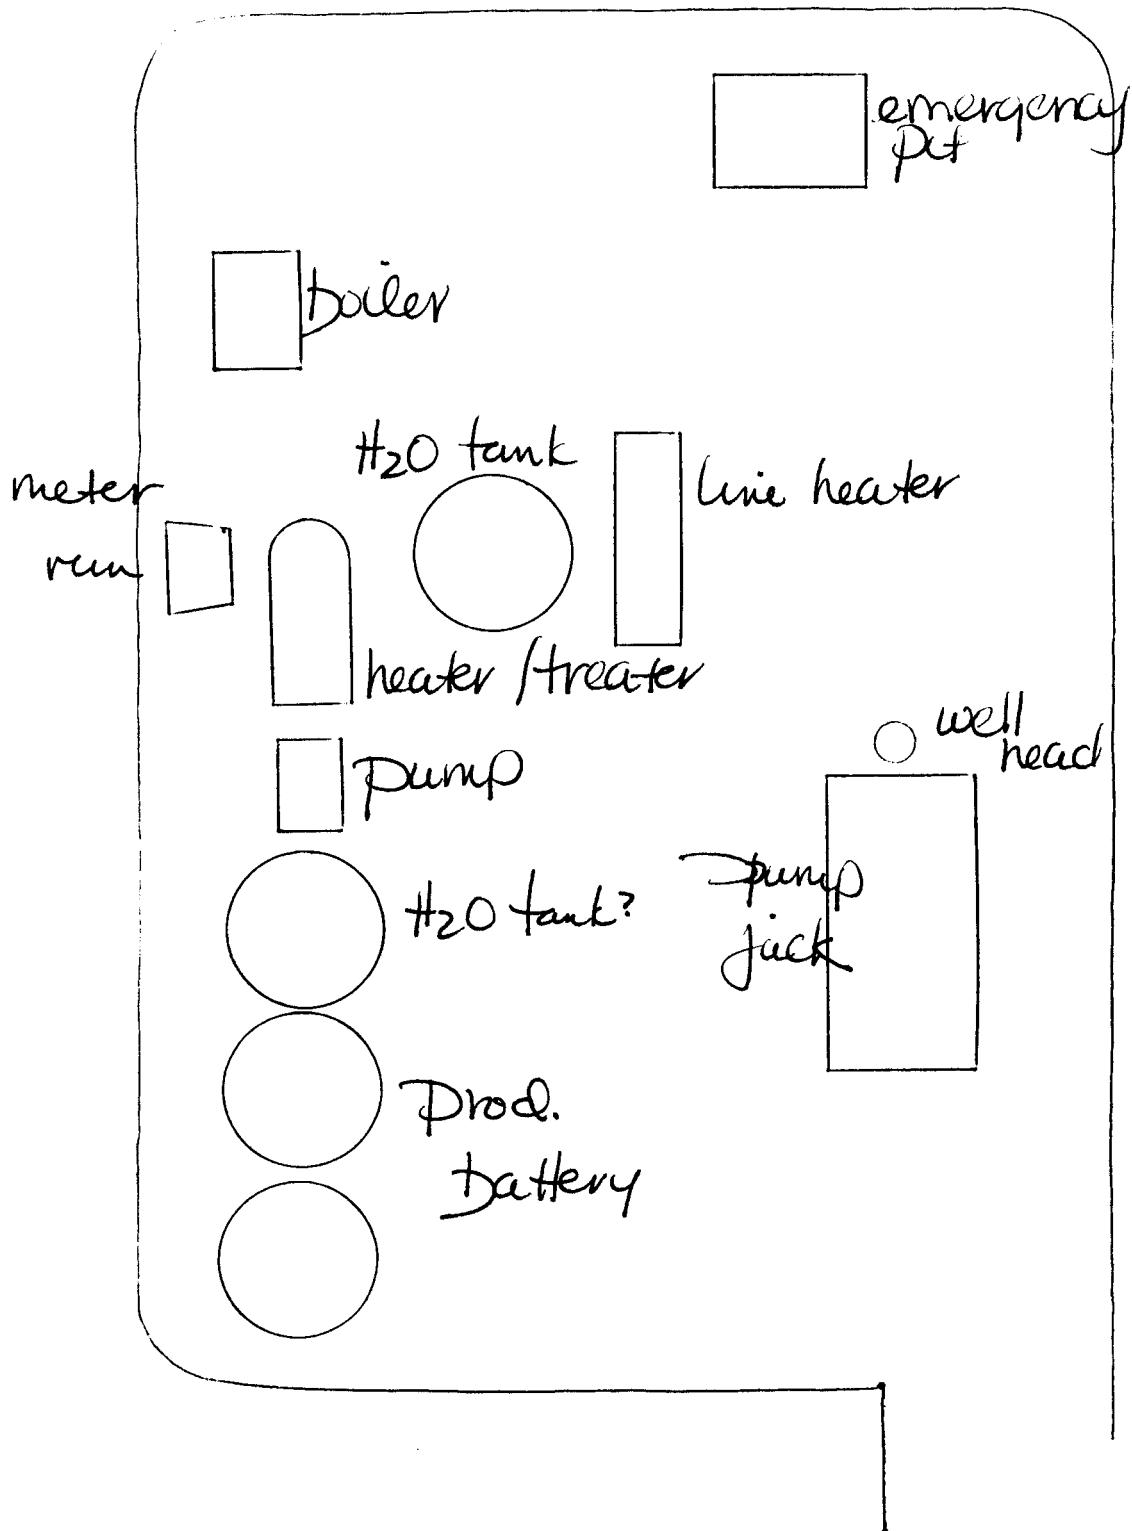 emergency
pit
boiler
H2O tank
meter
run
line heater
heater/treater
well
head
pump
H2O tank?
pump
jack
Prod.
battery